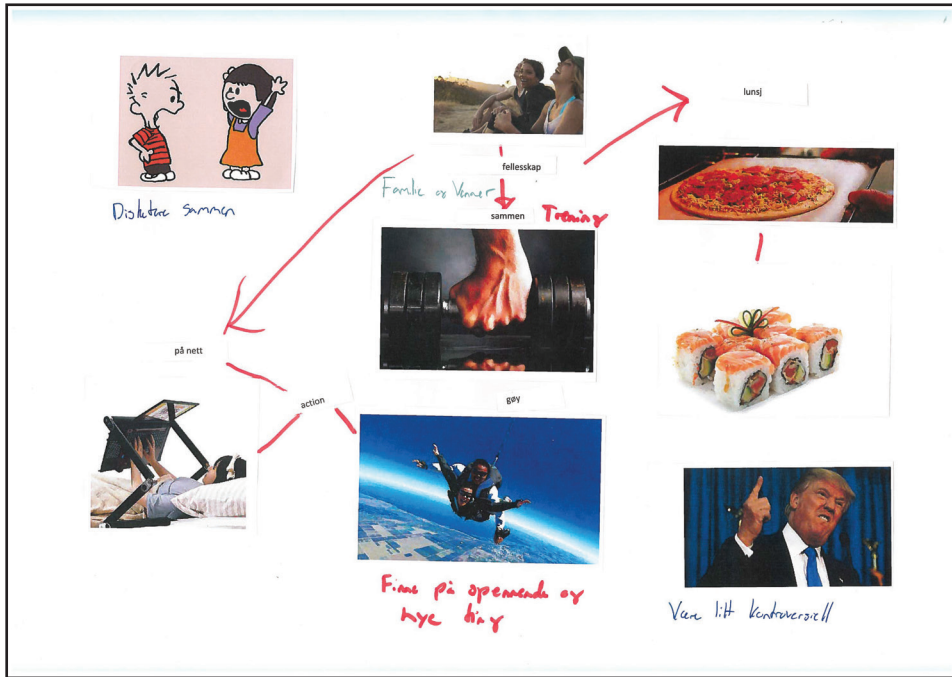 lunsj
fellesskap
Familie og Venner
Diskutere sammen
sammen Trening
på nett
action
gøy
Finne på spennende og
nye ting
Være litt kontroversiell